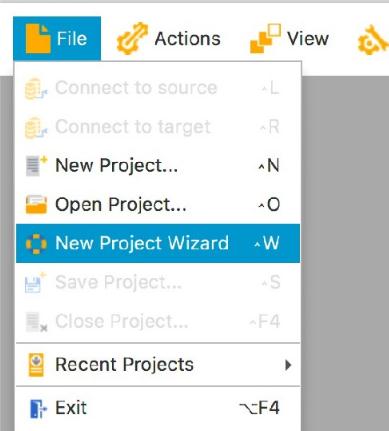 File Actions View
Connect to source ^L
Connect to target ^R
New Project... ^N
Open Project... ^O
New Project Wizard ^W
Save Project... ^S
Close Project... ^F4
Recent Projects
Exit ⌥F4